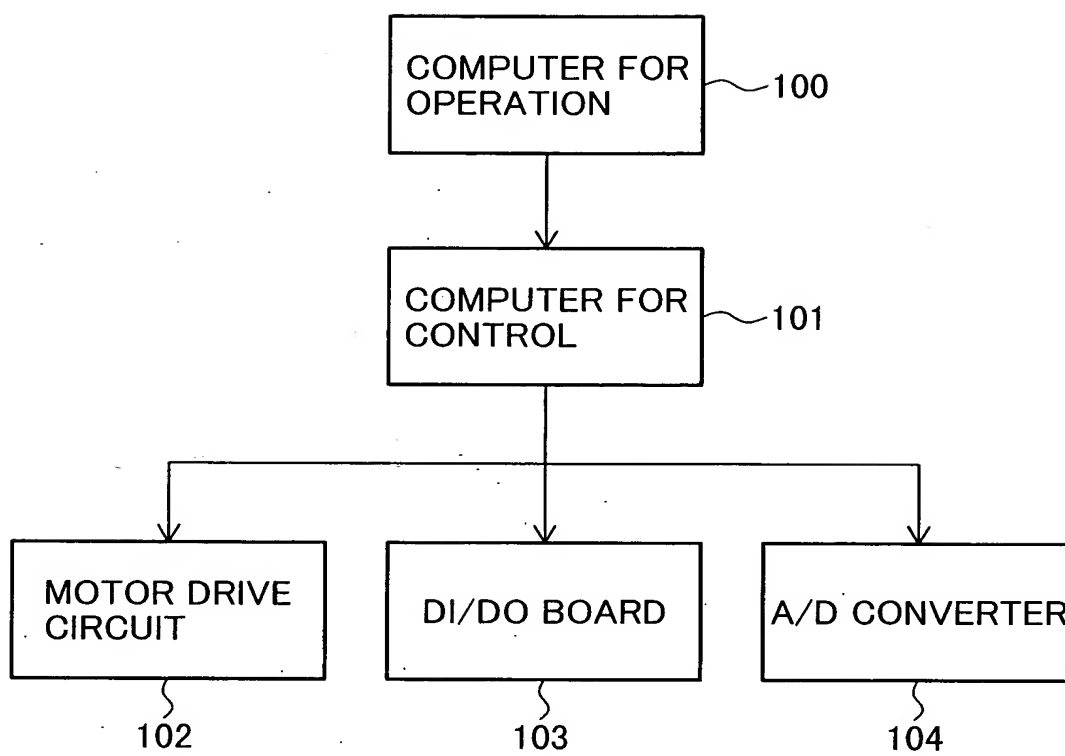 COMPUTER FOR
OPERATION
100
COMPUTER FOR
CONTROL
101
MOTOR DRIVE
CIRCUIT
DI/DO BOARD
A/D CONVERTER
102
103
104